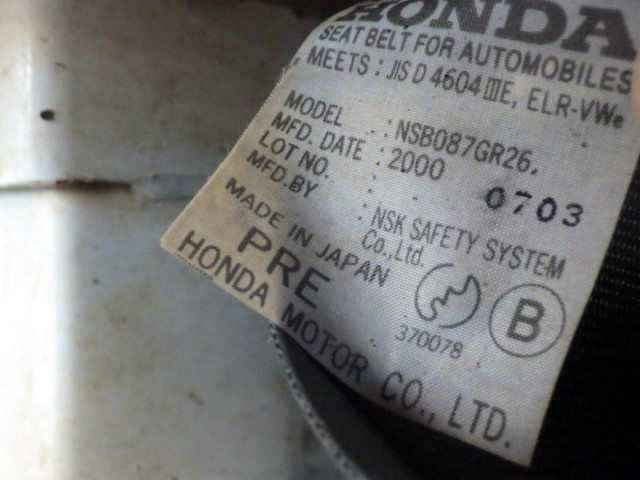 HONDA
SEAT BELT FOR AUTOMOBILES
MEETS : JIS D 4604 IIIE, ELR-VWe
MODEL : NSB087GR26.
MFD. DATE : 2000
LOT NO. : 0703
MFD.BY : NSK SAFETY SYSTEM
Co.,Ltd.
MADE IN JAPAN
PRE
370078
B
HONDA MOTOR CO., LTD.